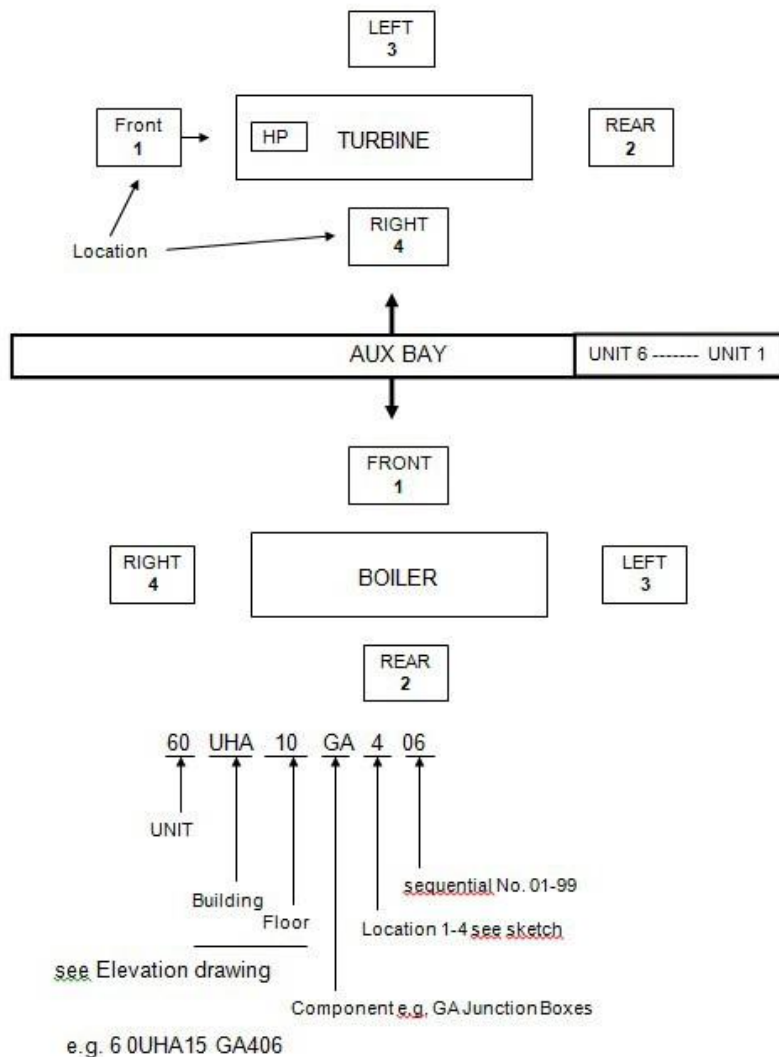 LEFT
3
Front
1
HP
TURBINE
REAR
2
RIGHT
4
Location
AUX BAY
UNIT 6 ------- UNIT 1
FRONT
1
RIGHT
4
BOILER
LEFT
3
REAR
2
60 UHA 10 GA 4 06
UNIT
sequential No. 01-99
Building
Floor
Location 1-4 see sketch
see Elevation drawing
Component e.g. GA Junction Boxes
e.g. 6 0UHA15 GA406